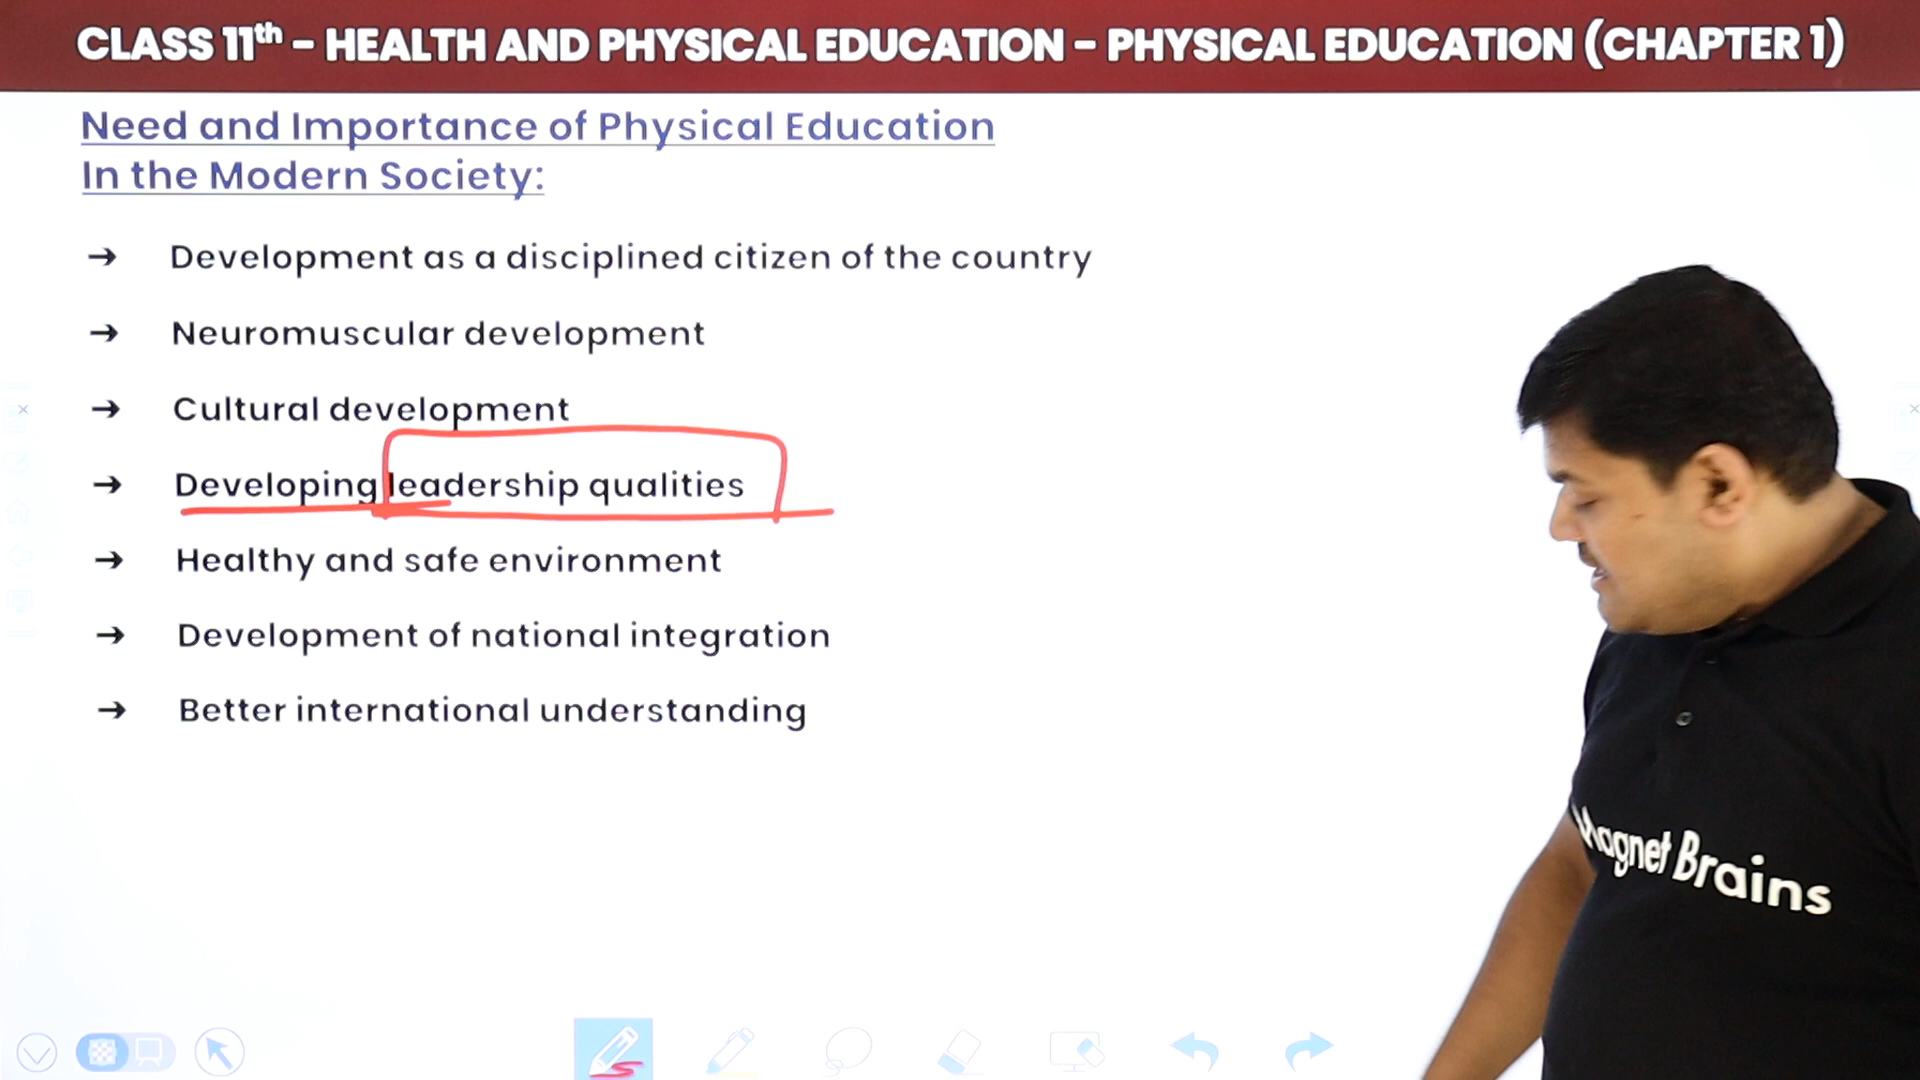 CLASS 11th - HEALTH AND PHYSICAL EDUCATION - PHYSICAL EDUCATION (CHAPTER 1)
Need and Importance of Physical Education
In the Modern Society:
→ Development as a disciplined citizen of the country
→ Neuromuscular development
→ Cultural development
→ Developing leadership qualities
→ Healthy and safe environment
→ Development of national integration
→ Better international understanding
Magnet Brains